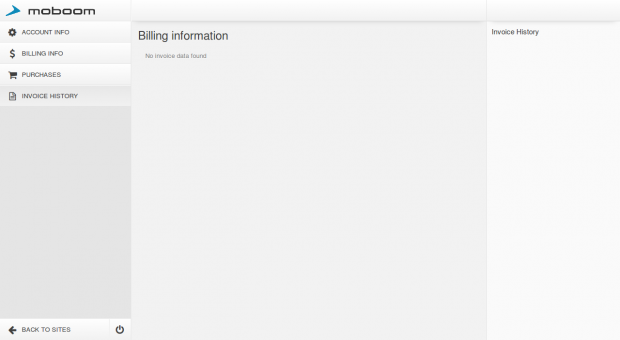 moboom
ACCOUNT INFO
BILLING INFO
PURCHASES
INVOICE HISTORY
BACK TO SITES
Billing information
No invoice data found
Invoice History